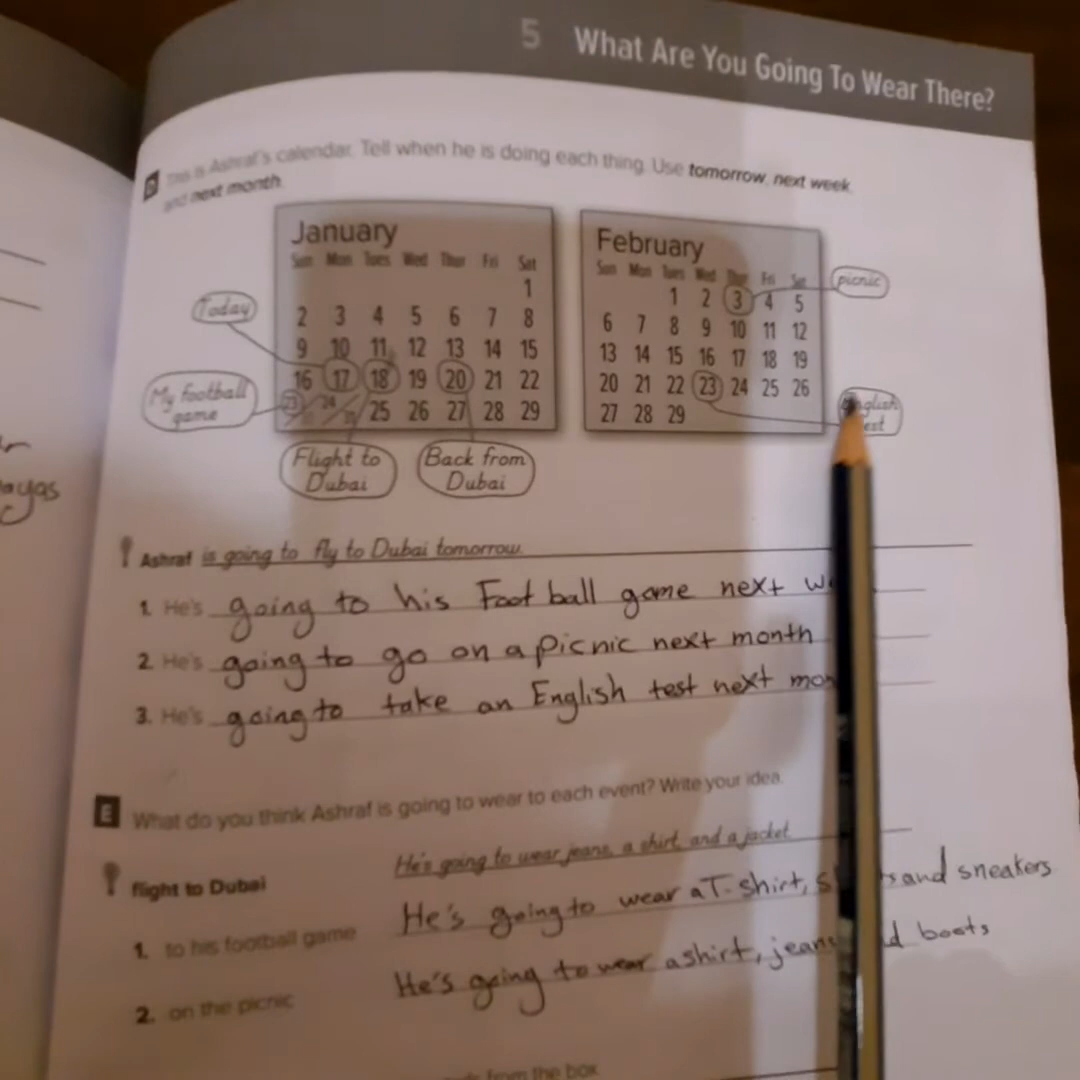 5 What Are You Going To Wear There?
D This is Ashraf's calendar. Tell when he is doing each thing. Use tomorrow, next week,
and next month.
January
Sun Mon Tues Wed Thur Fri Sat
1
2 3 4 5 6 7 8
9 10 11 12 13 14 15
16 17 18 19 20 21 22
23 24 25 26 27 28 29
February
Sun Mon Tues Wed Thur Fri Sat
1 2 3 4 5
6 7 8 9 10 11 12
13 14 15 16 17 18 19
20 21 22 23 24 25 26
27 28 29
Today
My football
game
Flight to
Dubai
Back from
Dubai
picnic
English
Ashraf is going to fly to Dubai tomorrow.
1. He's going to his Foot ball game next
2. He's going to go on a picnic next month
3. He's going to take an English test next
E What do you think Ashraf is going to wear to each event? Write your idea.
flight to Dubai He's going to wear jeans, a shirt, and a jacket.
1. to his football game He's going to wear a T-shirt, and sneakers
2. on the picnic He's going to wear a shirt, jeans boots
from the box.